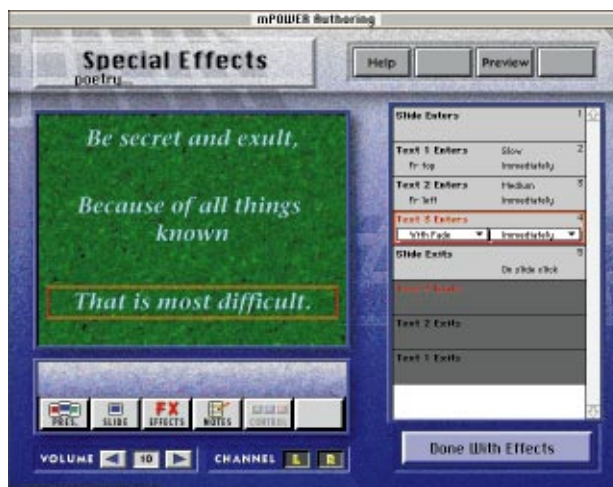 mPOWER Authoring
Special Effects
poetry...
Help Preview
Be secret and exult,
Because of all things
known
That is most difficult.
Slide Enters 1
Text 1 Enters Slow 2
Fr top Immediately
Text 2 Enters Medium 3
Fr left Immediately
Text 3 Enters 4
With Fade Immediately
Slide Exits 5
On slide click
Text 2 Exits
Text 1 Exits
PRES. SLIDE FX EFFECTS NOTES CONTROL
VOLUME 10 CHANNEL L R
Done With Effects